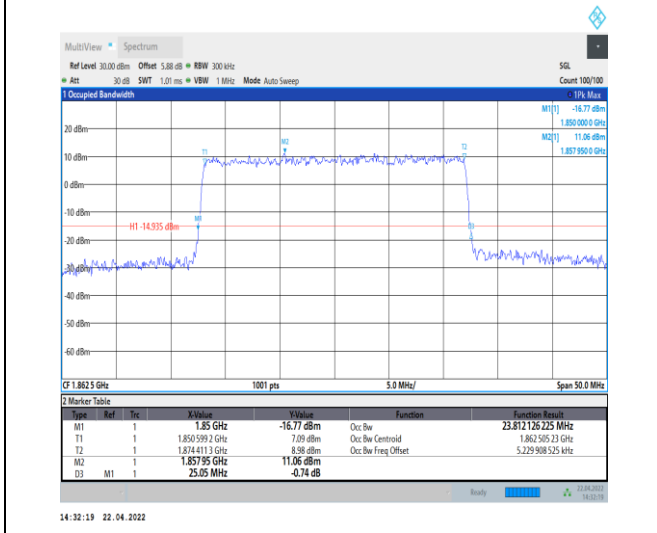 MultiView Spectrum
Ref Level 30.00 dBm Offset 5.88 dB RBW 300 kHz SGL
Att 30 dB SWT 1.01 ms VBW 1 MHz Mode Auto Sweep Count 100/100
1 Occupied Bandwidth 1Pk Max
M1[1] -16.77 dBm
1.850 000 0 GHz
M2[1] 11.06 dBm
1.857 950 0 GHz
20 dBm
M2
T1
T2
10 dBm
0 dBm
-10 dBm
M1
H1 -14.935 dBm
D3
-20 dBm
-30 dBm
-40 dBm
-50 dBm
-60 dBm
CF 1.862 5 GHz 1001 pts 5.0 MHz/ Span 50.0 MHz
2 Marker Table
Type Ref Trc X-Value Y-Value Function Function Result
M1 1 1.85 GHz -16.77 dBm Occ Bw 23.812 126 225 MHz
T1 1 1.850 599 2 GHz 7.09 dBm Occ Bw Centroid 1.862 505 23 GHz
T2 1 1.874 411 3 GHz 8.98 dBm Occ Bw Freq Offset 5.229 908 525 kHz
M2 1 1.857 95 GHz 11.06 dBm
D3 M1 1 25.05 MHz -0.74 dB
Ready 22.04.2022
14:32:19
14:32:19 22.04.2022